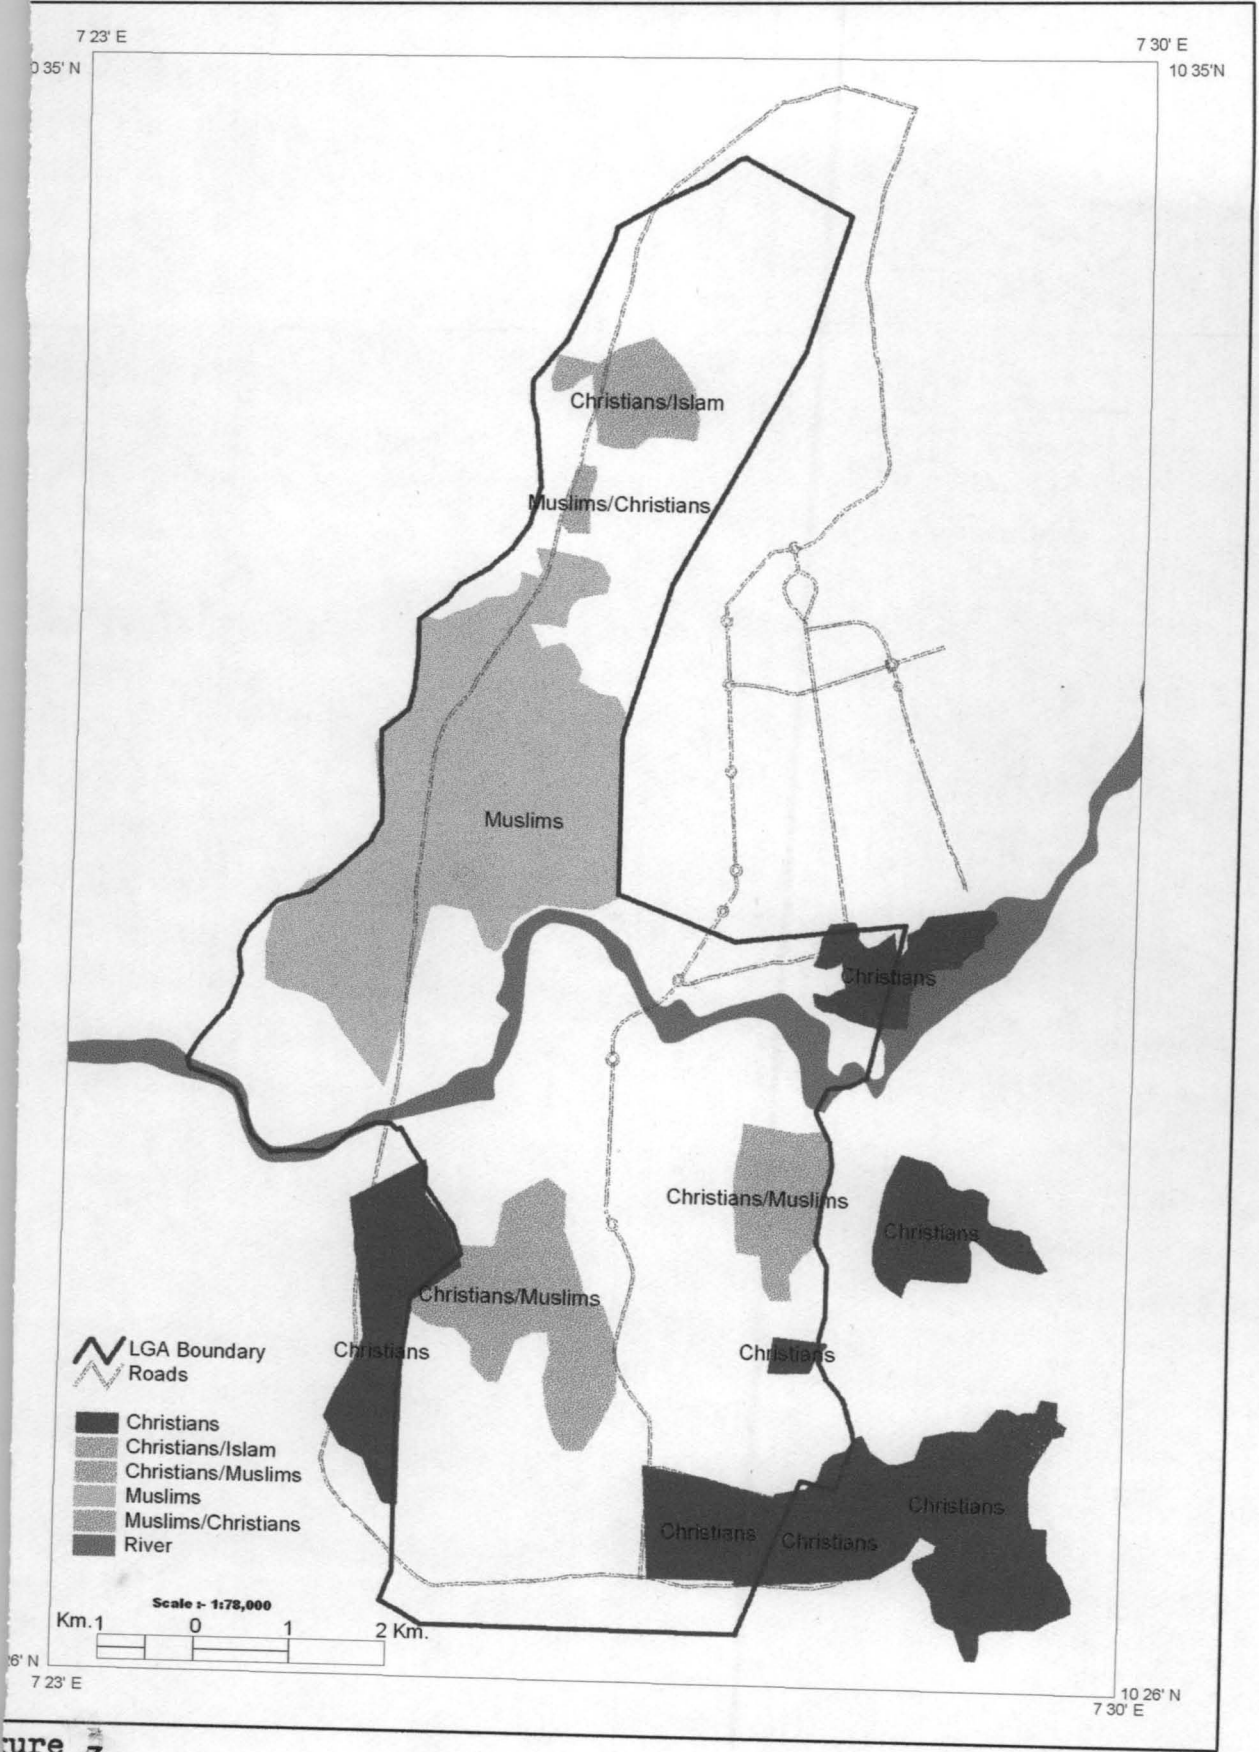 7 23' E
7 30' E
0 35' N
10 35'N
Christians/Islam
Muslims/Christians
Muslims
Christians
Christians/Muslims
Christians
Christians/Muslims
Christians
Christians
LGA Boundary
Roads
Christians
Christians/Islam
Christians/Muslims
Muslims
Muslims/Christians
River
Christians
Christians
Christians
Scale :- 1:78,000
Km.1 0 1 2 Km.
6' N
7 23' E
10 26' N
7 30' E
ure